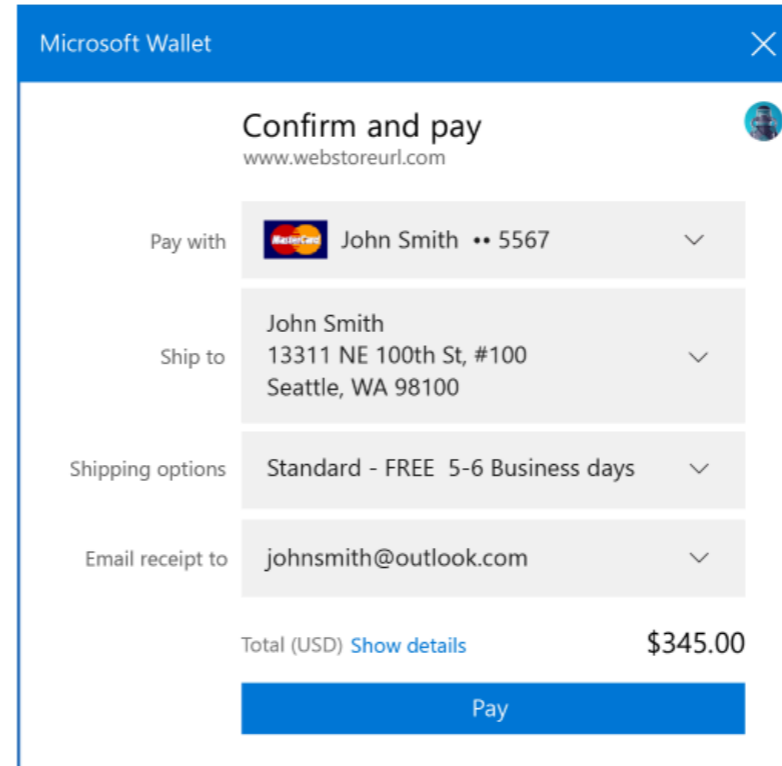 Microsoft Wallet
Confirm and pay
www.webstoreurl.com
Pay with
MasterCard
John Smith •• 5567
Ship to
John Smith
13311 NE 100th St, #100
Seattle, WA 98100
Shipping options
Standard - FREE 5-6 Business days
Email receipt to
johnsmith@outlook.com
Total (USD) Show details $345.00
Pay